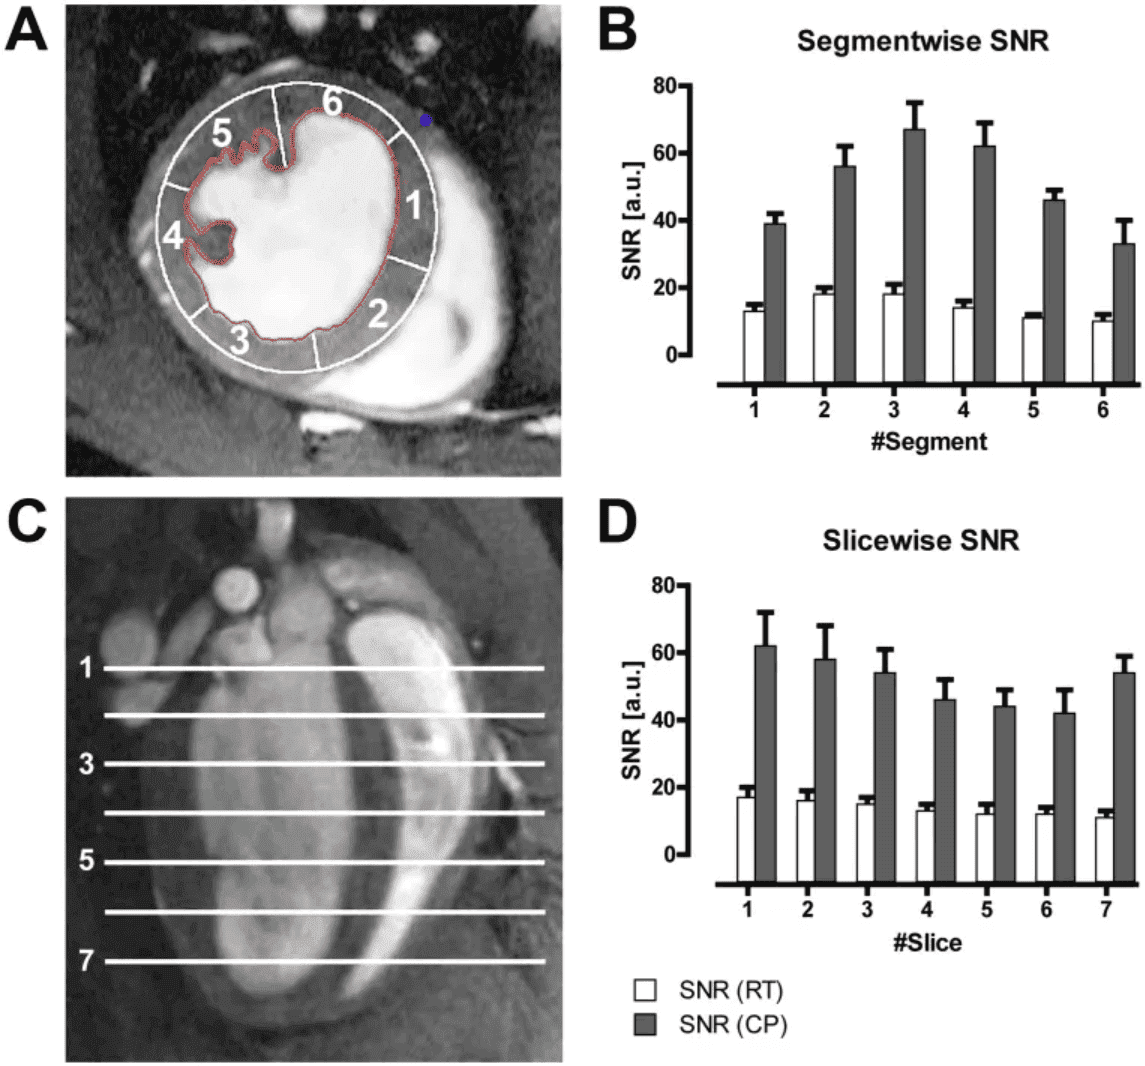 A
6
5
1
4
2
3
B
Segmentwise SNR
80
60
40
20
0
SNR [a.u.]
1 2 3 4 5 6
#Segment
C
1
3
5
7
D
Slicewise SNR
80
60
40
20
0
SNR [a.u.]
1 2 3 4 5 6 7
#Slice
SNR (RT)
SNR (CP)